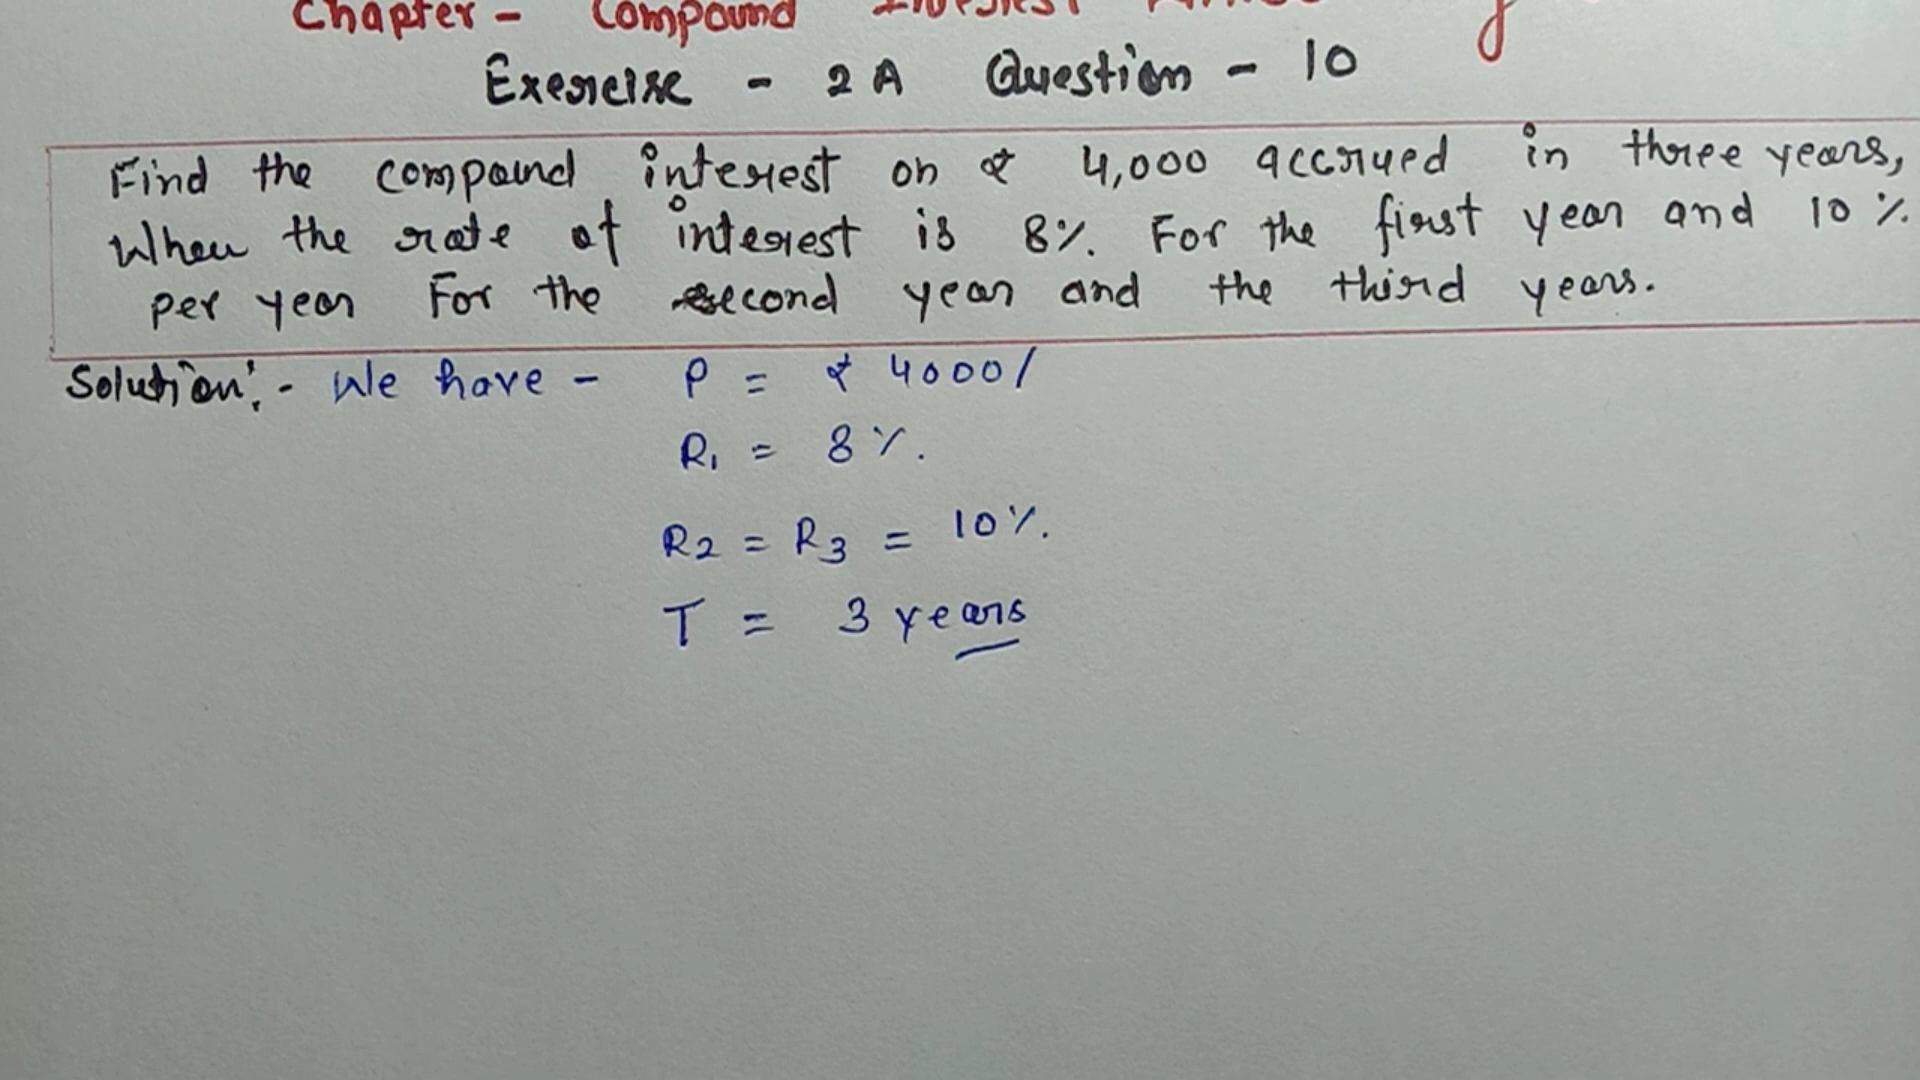 Chapter - Compound Interest
Exercise - 2A Question - 10
Find the compound interest on ₹ 4,000 accrued in three years,
When the rate of interest is 8%. For the first year and 10%.
per year For the second year and the third years.
Solution:- We have - P = ₹ 4000/
R₁ = 8%.
R2 = R3 = 10%.
T = 3 years